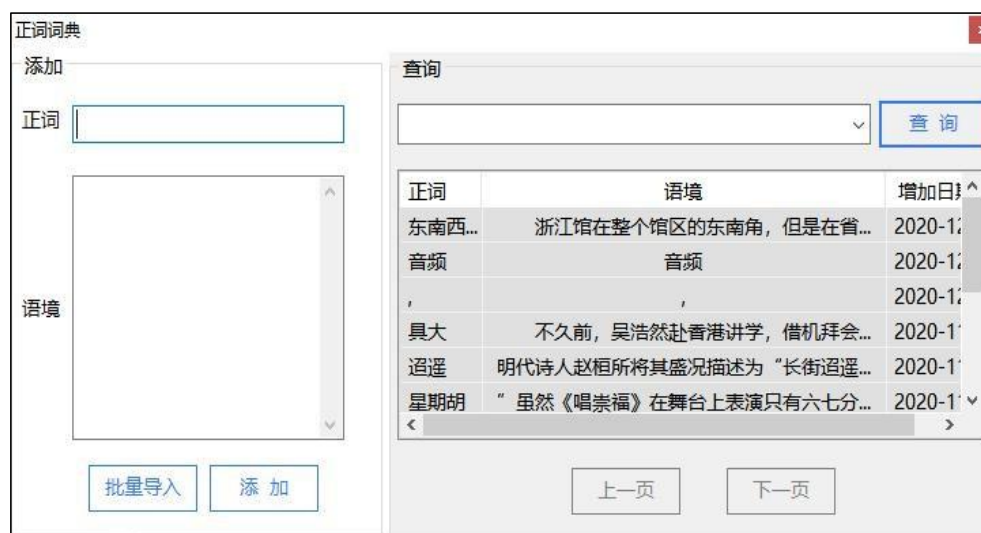 正词词典
添加
正词
语境
批量导入 添 加
查询
查 询
正词 语境 增加日期
东南西... 浙江馆在整个馆区的东南角，但是在省... 2020-12
音频 音频 2020-12
, , 2020-12
具大 不久前，吴浩然赴香港讲学，借机拜会... 2020-11
迢遥 明代诗人赵桓所将其盛况描述为“长街迢遥... 2020-11
星期胡 ”虽然《唱崇福》在舞台上表演只有六七分... 2020-11
上一页 下一页